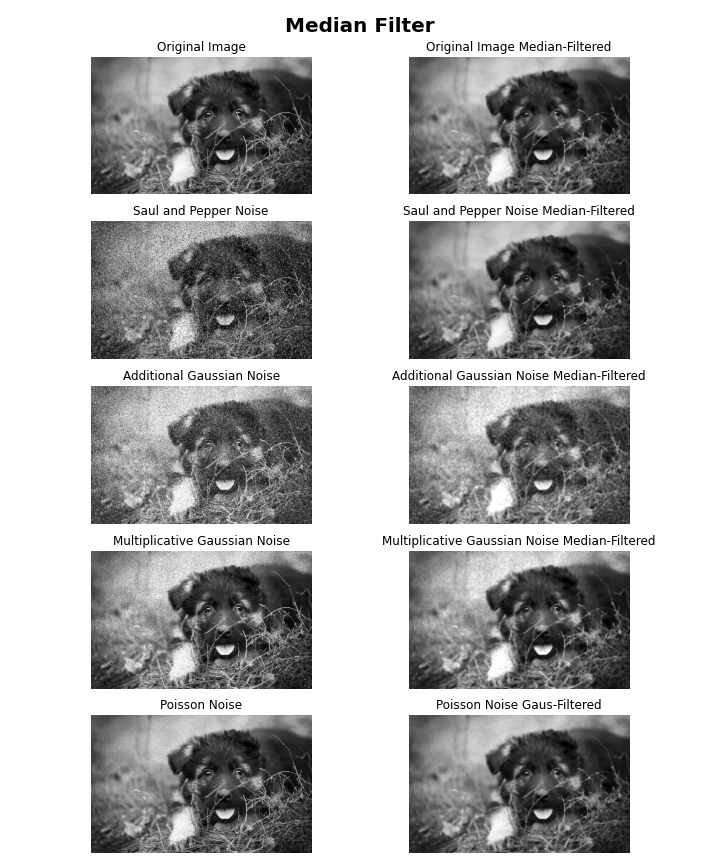 Median Filter
Original Image
Original Image Median-Filtered
Saul and Pepper Noise
Saul and Pepper Noise Median-Filtered
Additional Gaussian Noise
Additional Gaussian Noise Median-Filtered
Multiplicative Gaussian Noise
Multiplicative Gaussian Noise Median-Filtered
Poisson Noise
Poisson Noise Gaus-Filtered